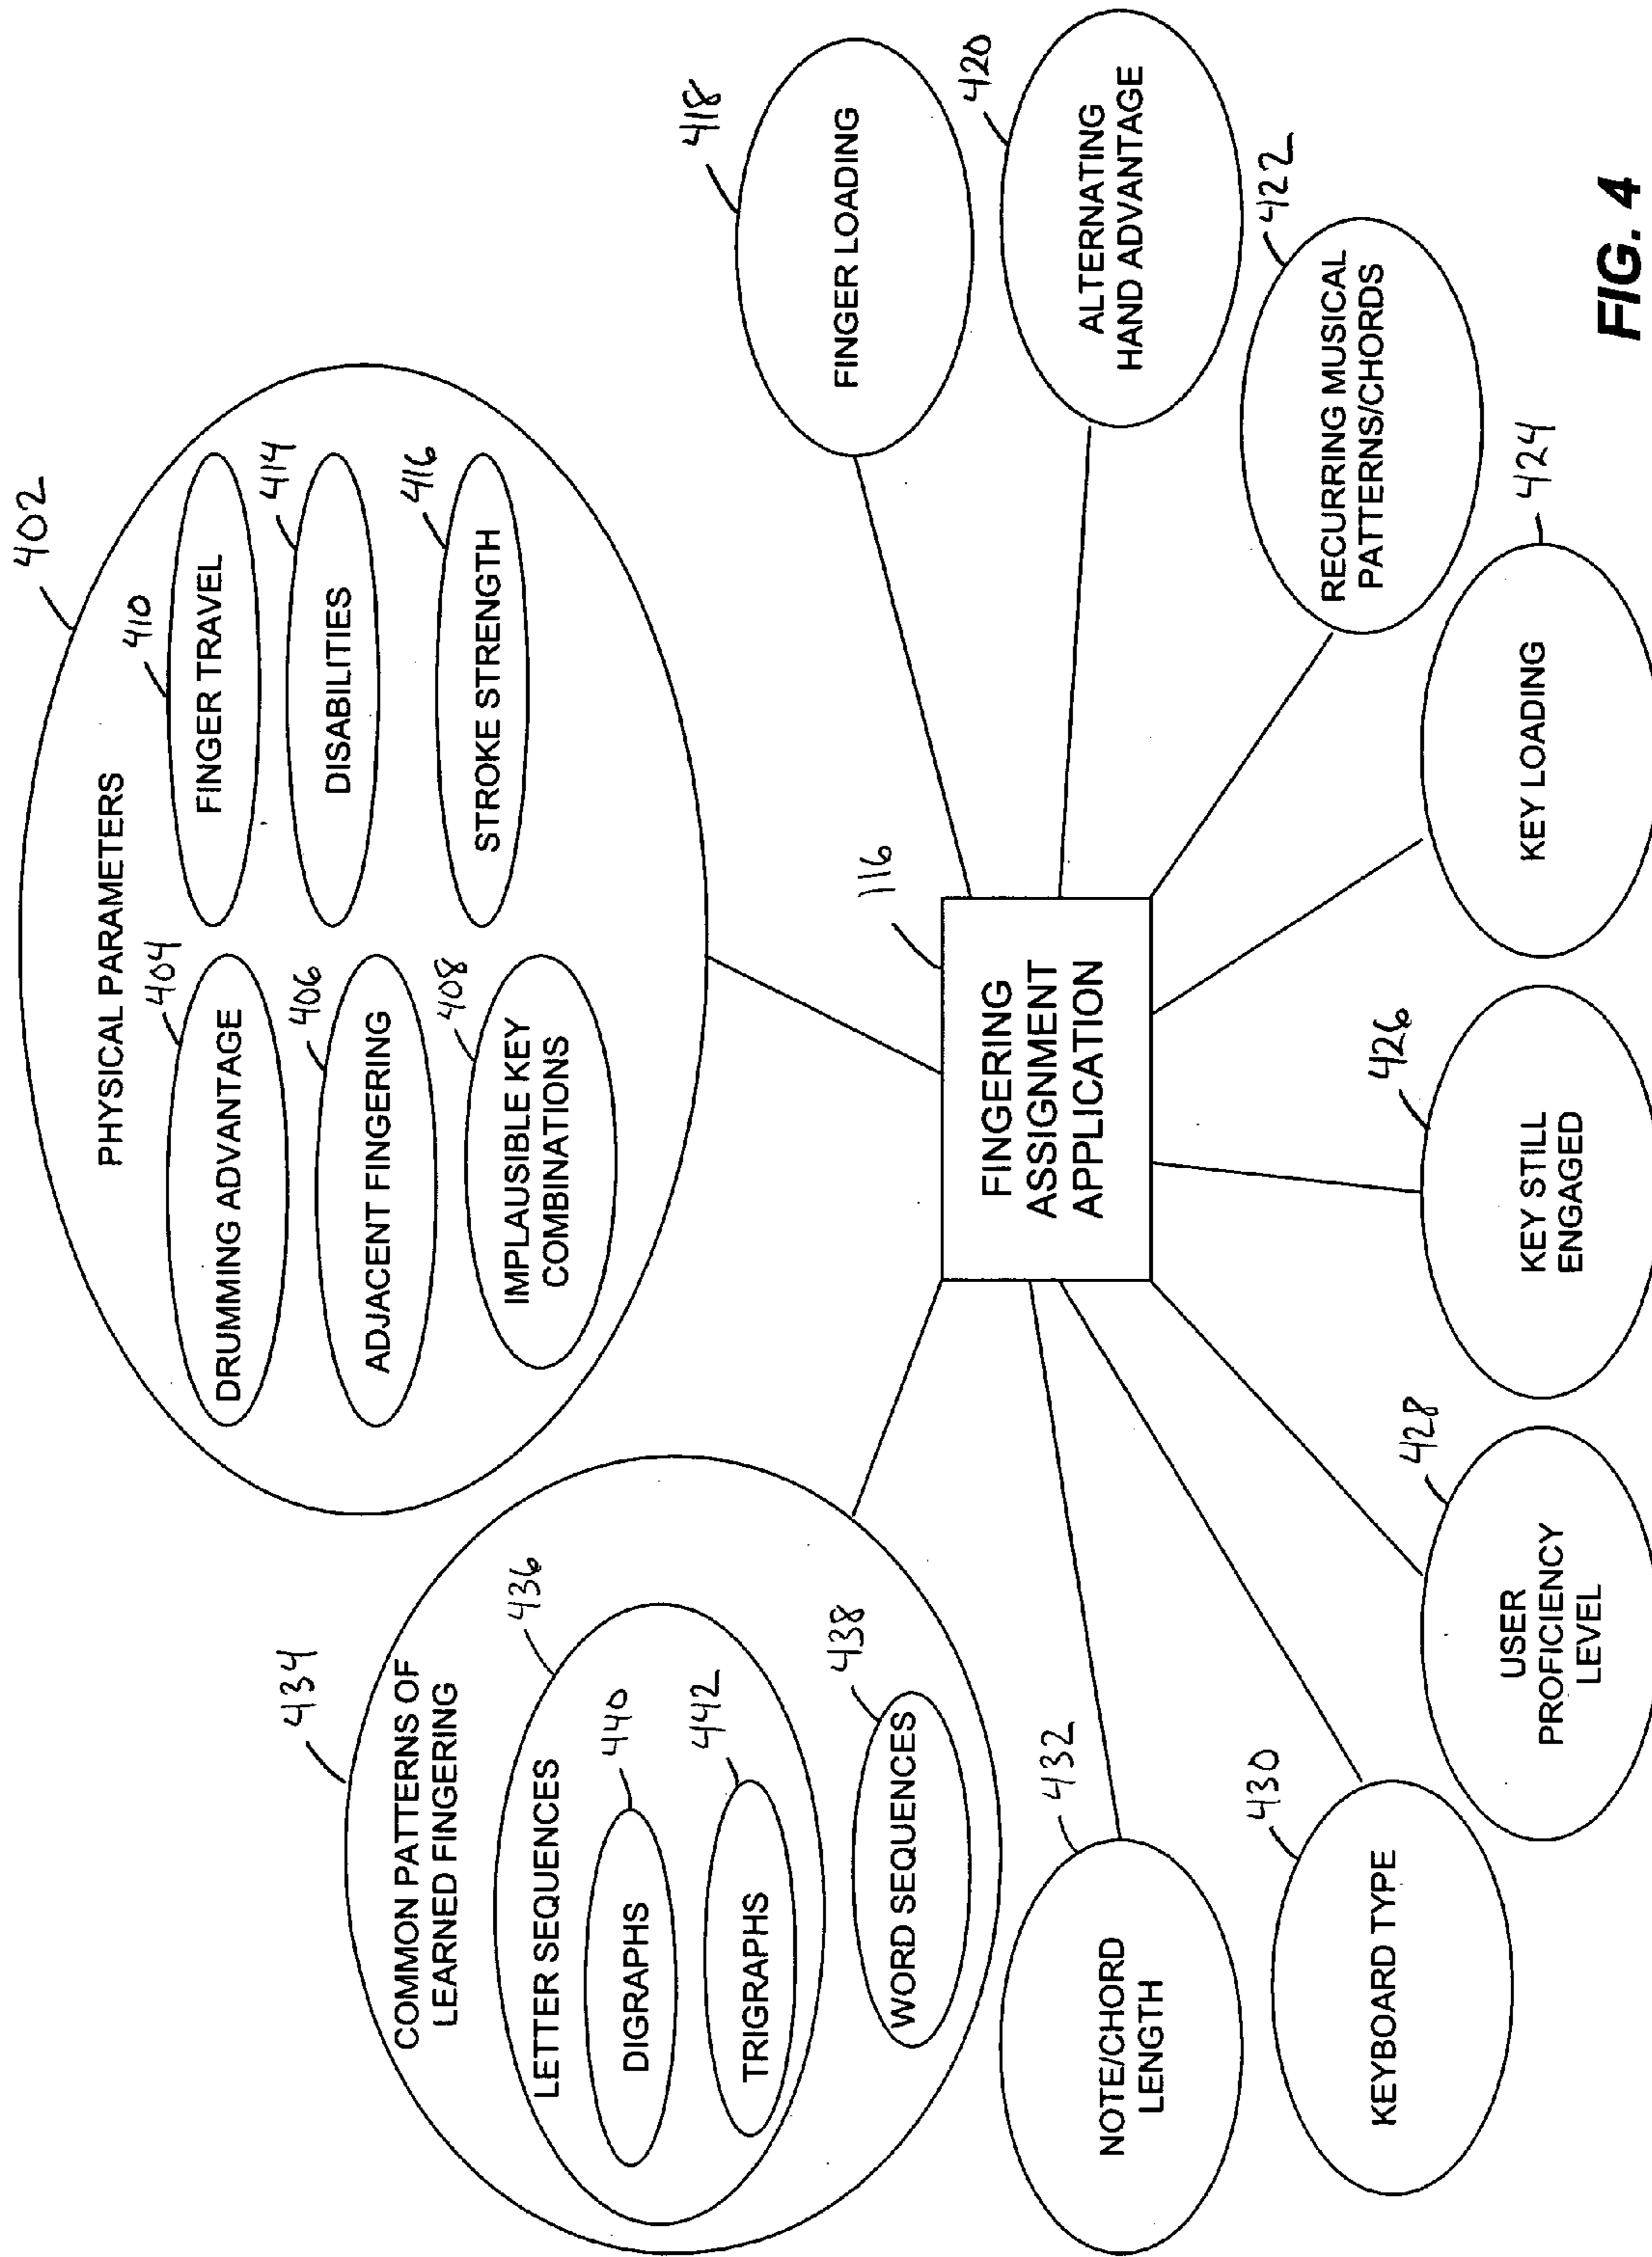 402
PHYSICAL PARAMETERS
404
DRUMMING ADVANTAGE
410
FINGER TRAVEL
406
ADJACENT FINGERING
414
DISABILITIES
408
IMPLAUSIBLE KEY
COMBINATIONS
416
STROKE STRENGTH
434
COMMON PATTERNS OF
LEARNED FINGERING
436
LETTER SEQUENCES
440
DIGRAPHS
442
TRIGRAPHS
438
WORD SEQUENCES
116
FINGERING
ASSIGNMENT
APPLICATION
418
FINGER LOADING
420
ALTERNATING
HAND ADVANTAGE
422
RECURRING MUSICAL
PATTERNS/CHORDS
424
KEY LOADING
426
KEY STILL
ENGAGED
428
USER
PROFICIENCY
LEVEL
430
KEYBOARD TYPE
432
NOTE/CHORD
LENGTH
FIG. 4